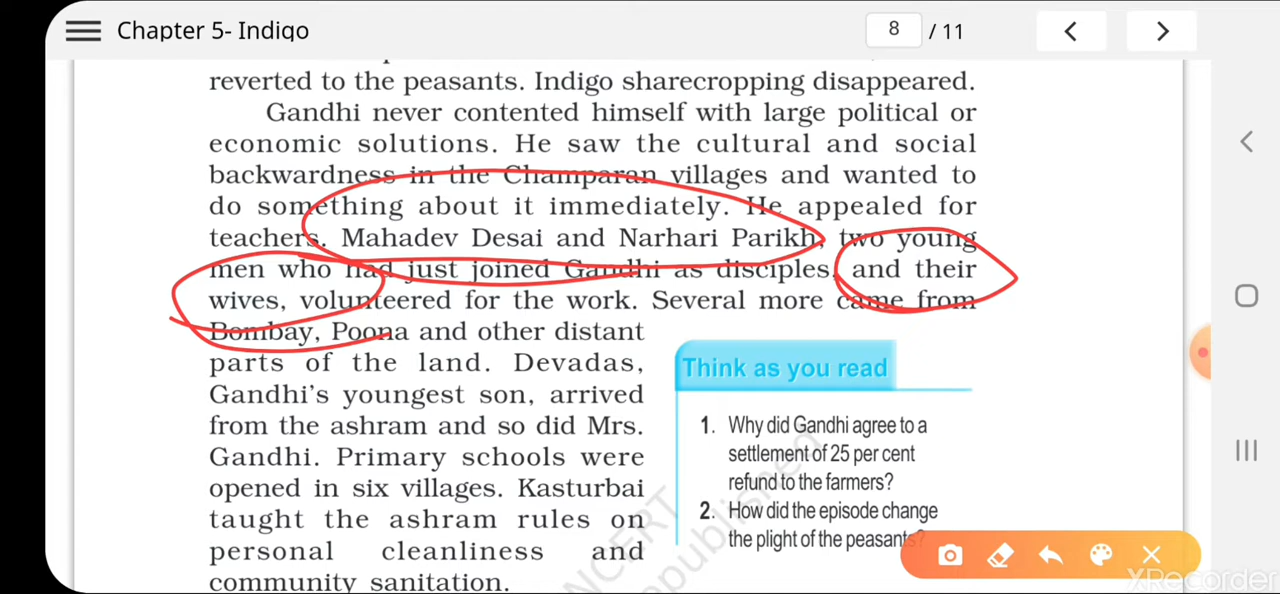 Chapter 5- Indigo
8 / 11
reverted to the peasants. Indigo sharecropping disappeared.
Gandhi never contented himself with large political or
economic solutions. He saw the cultural and social
backwardness in the Champaran villages and wanted to
do something about it immediately. He appealed for
teachers. Mahadev Desai and Narhari Parikh, two young
men who had just joined Gandhi as disciples, and their
wives, volunteered for the work. Several more came from
Bombay, Poona and other distant
parts of the land. Devadas,
Gandhi's youngest son, arrived
from the ashram and so did Mrs.
Gandhi. Primary schools were
opened in six villages. Kasturbai
taught the ashram rules on
personal cleanliness and
community sanitation.
Think as you read
1. Why did Gandhi agree to a
settlement of 25 per cent
refund to the farmers?
2. How did the episode change
the plight of the peasants?
NCERT
republished
XRecorder